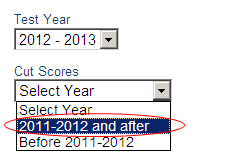 Test Year
2012 - 2013
Cut Scores
Select Year
Select Year
2011-2012 and after
Before 2011-2012